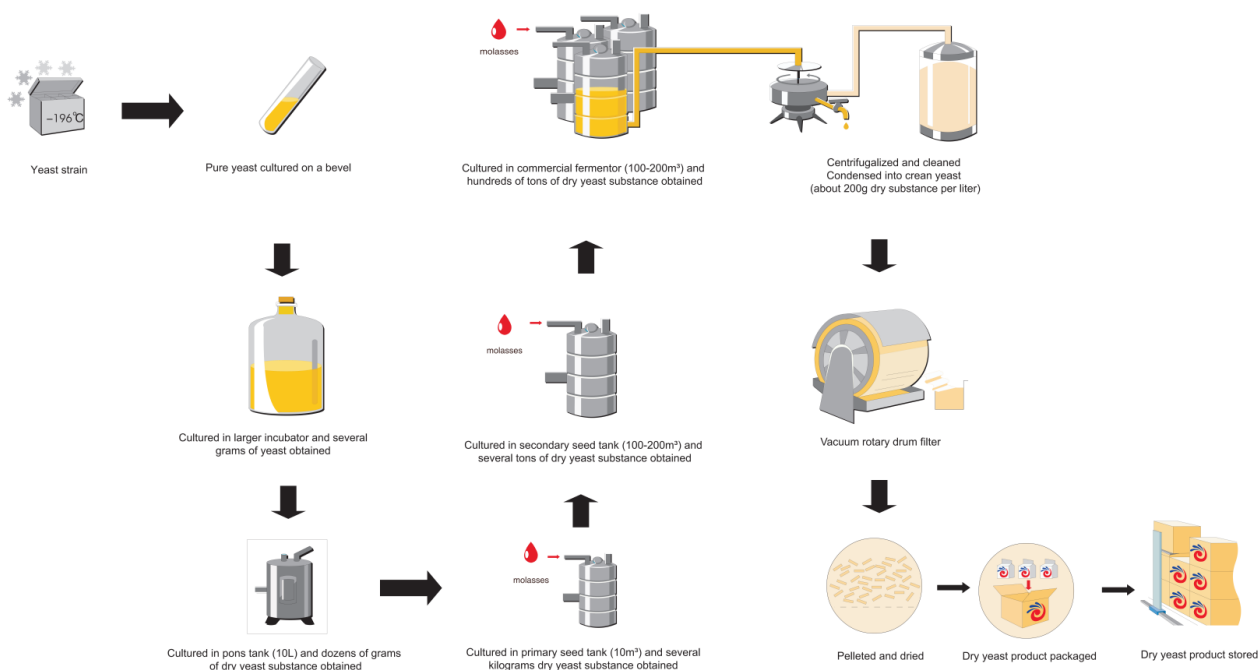 −196℃
Yeast strain
Pure yeast cultured on a bevel
Cultured in larger incubator and several
grams of yeast obtained
Cultured in pons tank (10L) and dozens of grams
of dry yeast substance obtained
molasses
Cultured in primary seed tank (10m³) and several
kilograms dry yeast substance obtained
molasses
Cultured in secondary seed tank (100-200m³) and
several tons of dry yeast substance obtained
molasses
Cultured in commercial fermentor (100-200m³) and
hundreds of tons of dry yeast substance obtained
Centrifugalized and cleaned
Condensed into crean yeast
(about 200g dry substance per liter)
Vacuum rotary drum filter
Pelleted and dried
Dry yeast product packaged
Dry yeast product stored